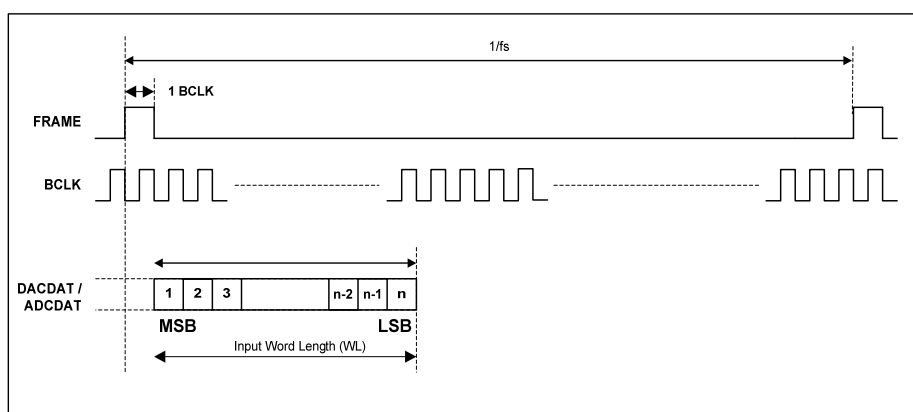 1/fs
1 BCLK
FRAME
BCLK
DACDAT /
ADCDAT
1 2 3 n-2 n-1 n
MSB LSB
Input Word Length (WL)